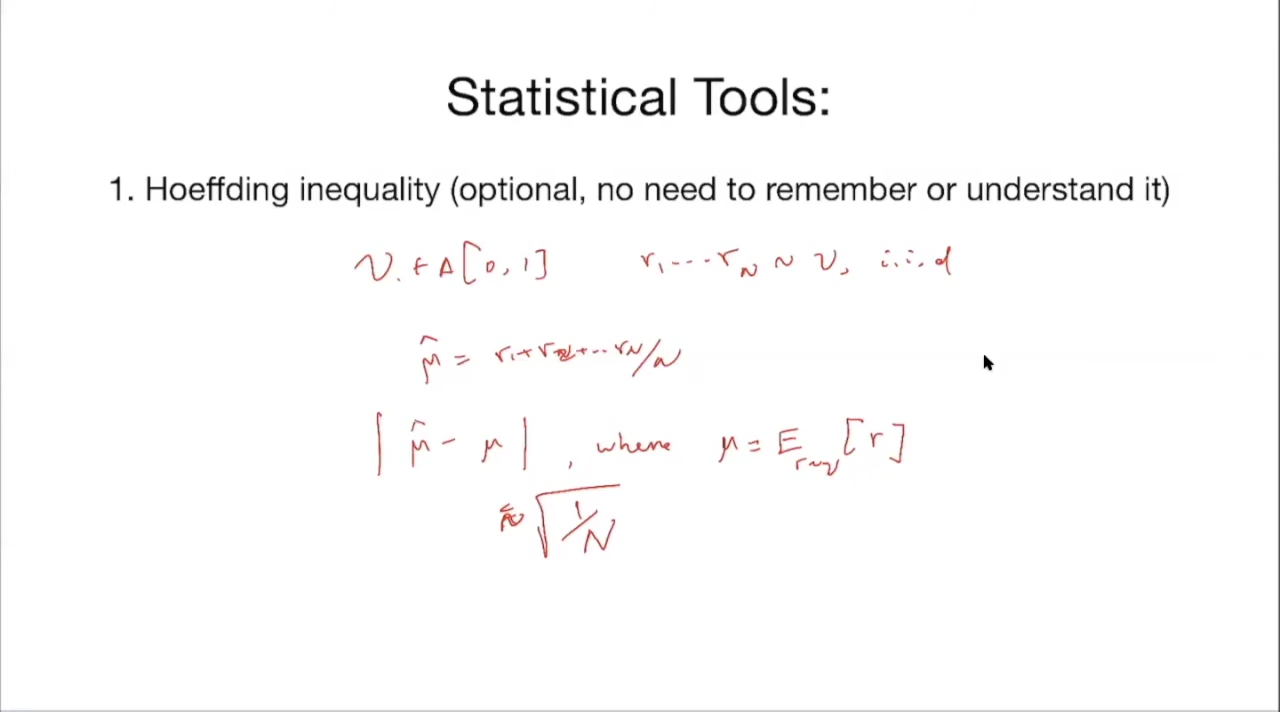 Statistical Tools:
1. Hoeffding inequality (optional, no need to remember or understand it)
ν ∈ Δ[0, 1] r₁, ... r_N ~ ν, i.i.d
μ̂ = r₁ + r₂ + ... r_N / N
| μ̂ - μ | , where μ = E_{r~ν} [r]
√1/N